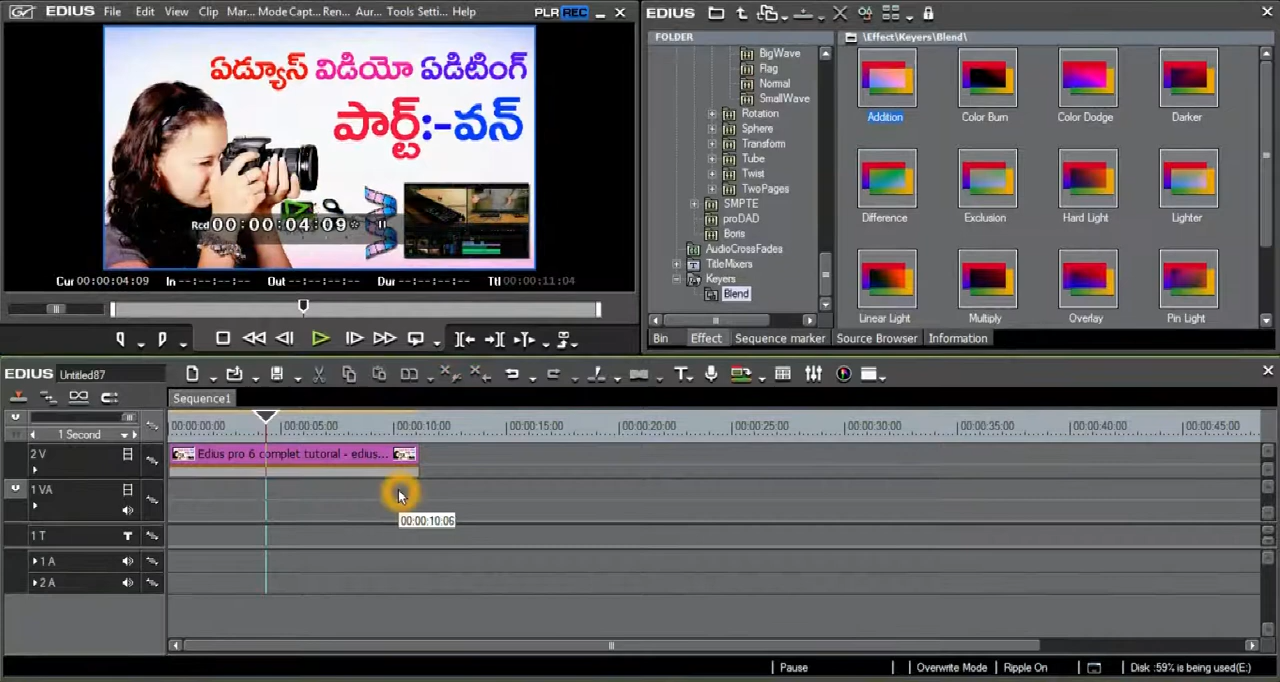 EDIUS File Edit View Clip Mar... Mode Capt... Ren... Aur... Tools Setti... Help PLR REC
ఏడ్యూస్ విడియో ఏడిటింగ్
పార్ట్:-వన్
Rcd 00:00:04:09
Cur 00:00:04:09 In --:--:--:-- Out --:--:--:-- Dur --:--:--:-- Ttl 00:00:11:04
EDIUS
FOLDER
BigWave
Flag
Normal
SmallWave
Rotation
Sphere
Transform
Tube
Twist
TwoPages
SMPTE
proDAD
Boris
AudioCrossFades
TitleMixers
Keyers
Blend
\Effect\Keyers\Blend\
Addition Color Burn Color Dodge Darker
Difference Exclusion Hard Light Lighter
Linear Light Multiply Overlay Pin Light
Bin Effect Sequence marker Source Browser Information
EDIUS Untitled87
Sequence1
1 Second
00:00:00:00 00:00:05:00 00:00:10:00 00:00:15:00 00:00:20:00 00:00:25:00 00:00:30:00 00:00:35:00 00:00:40:00 00:00:45:00
2 V
Edius pro 6 complet tutorial - edius...
1 VA
00:00:10:06
1 T
1 A
2 A
Pause Overwrite Mode Ripple On Disk :59% is being used(E:)